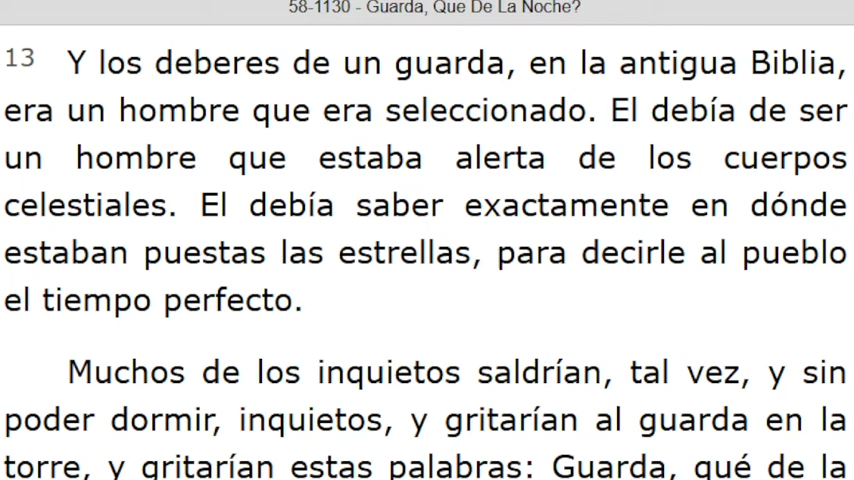 58-1130 - Guarda, Que De La Noche?
13 Y los deberes de un guarda, en la antigua Biblia,
era un hombre que era seleccionado. El debía de ser
un hombre que estaba alerta de los cuerpos
celestiales. El debía saber exactamente en dónde
estaban puestas las estrellas, para decirle al pueblo
el tiempo perfecto.
Muchos de los inquietos saldrían, tal vez, y sin
poder dormir, inquietos, y gritarían al guarda en la
torre, y gritarían estas palabras: Guarda, qué de la